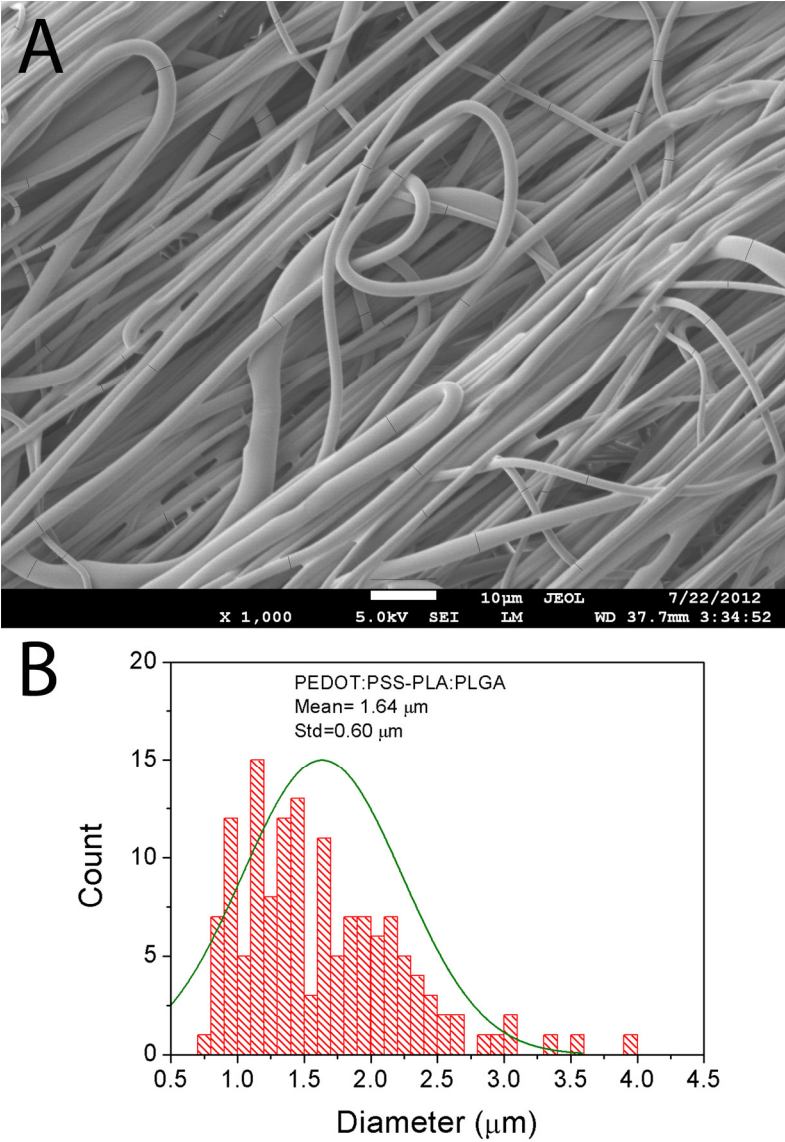 A
10μm JEOL 7/22/2012
X 1,000 5.0kV SEI LM WD 37.7mm 3:34:52
B
20
15
10
5
0
Count
PEDOT:PSS-PLA:PLGA
Mean= 1.64 μm
Std=0.60 μm
0.5 1.0 1.5 2.0 2.5 3.0 3.5 4.0 4.5
Diameter (μm)